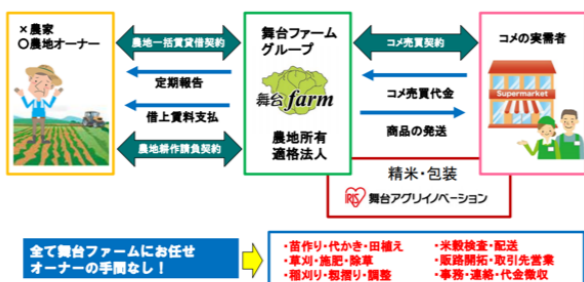 ×農家
〇農地オーナー
農地一括賃貸借契約
定期報告
借上賃料支払
農地耕作請負契約
舞台ファーム
グループ
舞台farm
農地所有
適格法人
コメ売買契約
コメ売買代金
商品の発送
コメの実需者
Supermarket
精米・包装
舞台アグリイノベーション
全て舞台ファームにお任せ
オーナーの手間なし！
・苗作り・代かき・田植え
・草刈・施肥・除草
・稲刈り・籾摺り・調整
・米穀検査・配送
・販路開拓・取引先営業
・事務・連絡・代金徴収